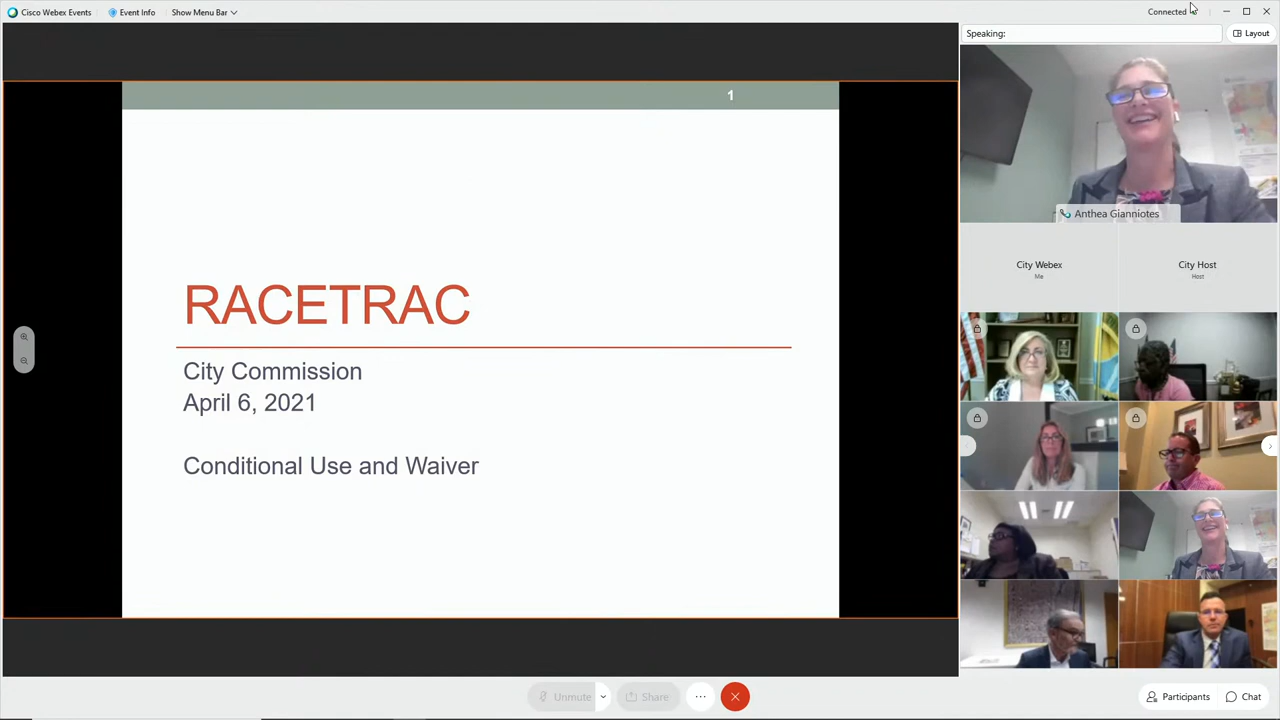 Cisco Webex Events
Event Info
Show Menu Bar
Connected
Speaking:
Layout
1
Anthea Gianniotes
City Webex
Me
City Host
Host
RACETRAC
City Commission
April 6, 2021
Conditional Use and Waiver
Unmute
Share
Participants
Chat